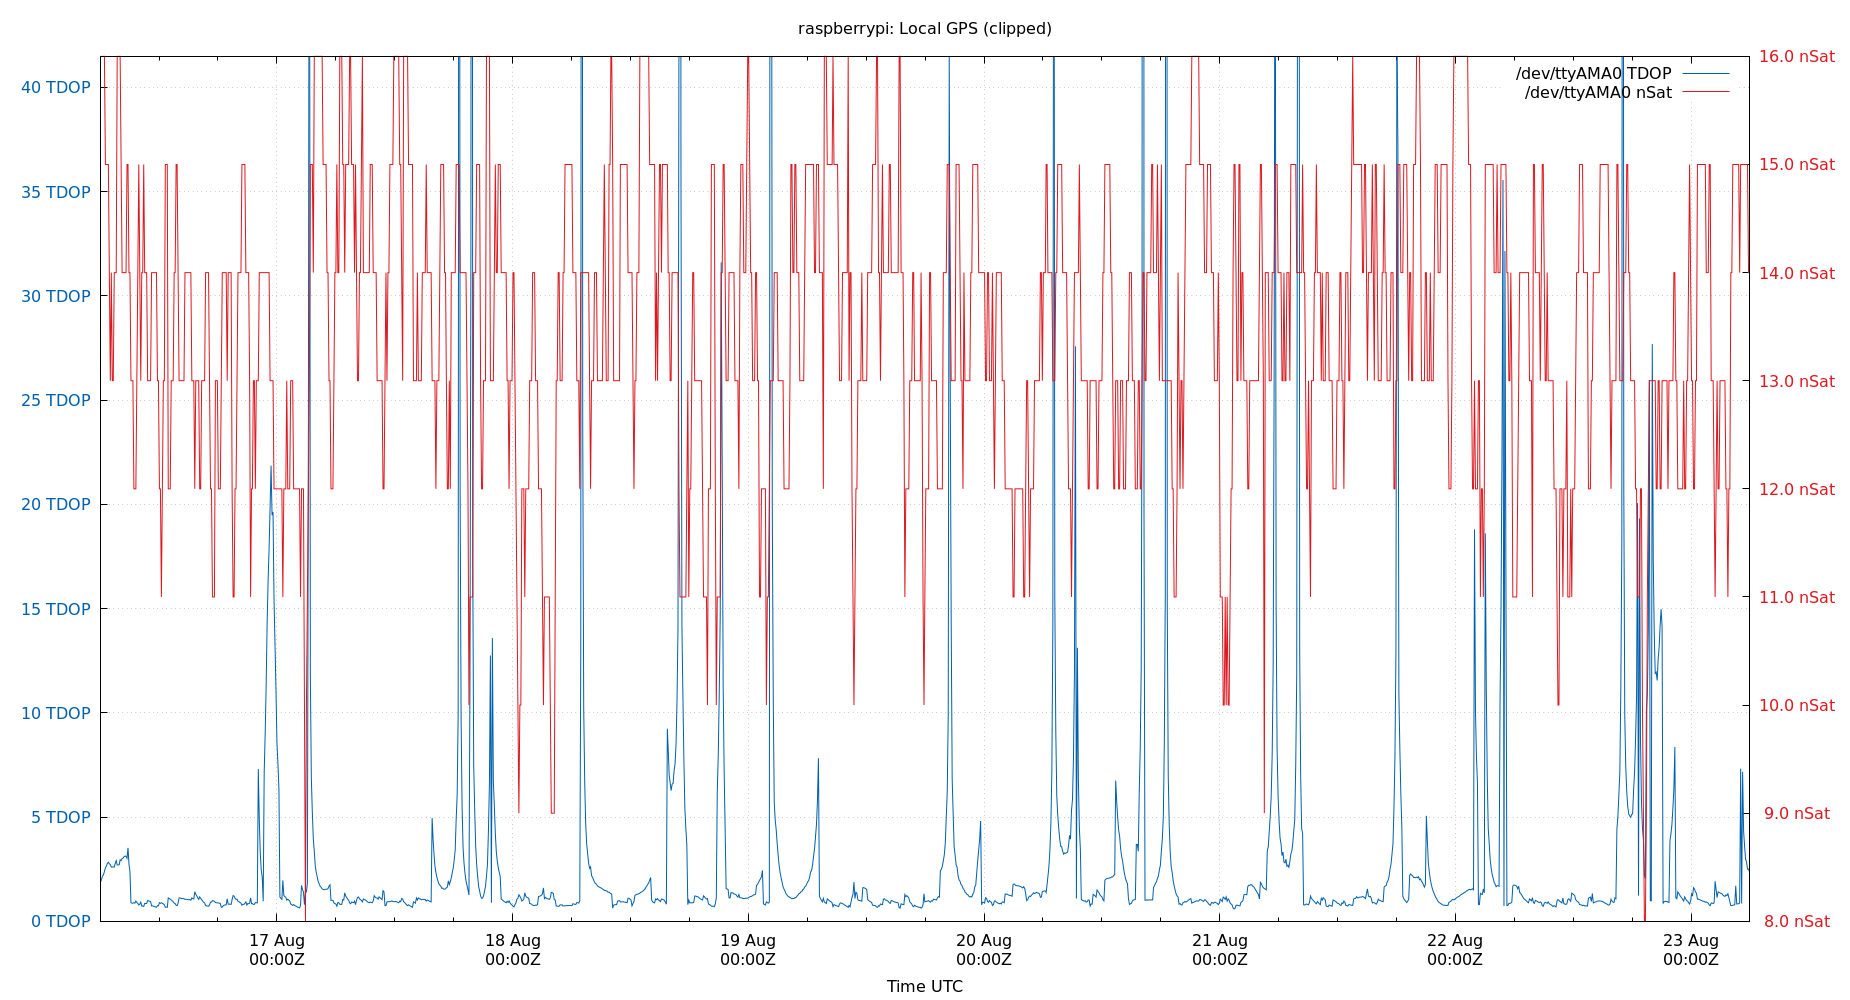 raspberrypi: Local GPS (clipped)
/dev/ttyAMA0 TDOP
/dev/ttyAMA0 nSat
40 TDOP
35 TDOP
30 TDOP
25 TDOP
20 TDOP
15 TDOP
10 TDOP
5 TDOP
0 TDOP
16.0 nSat
15.0 nSat
14.0 nSat
13.0 nSat
12.0 nSat
11.0 nSat
10.0 nSat
9.0 nSat
8.0 nSat
17 Aug
00:00Z
18 Aug
00:00Z
19 Aug
00:00Z
20 Aug
00:00Z
21 Aug
00:00Z
22 Aug
00:00Z
23 Aug
00:00Z
Time UTC